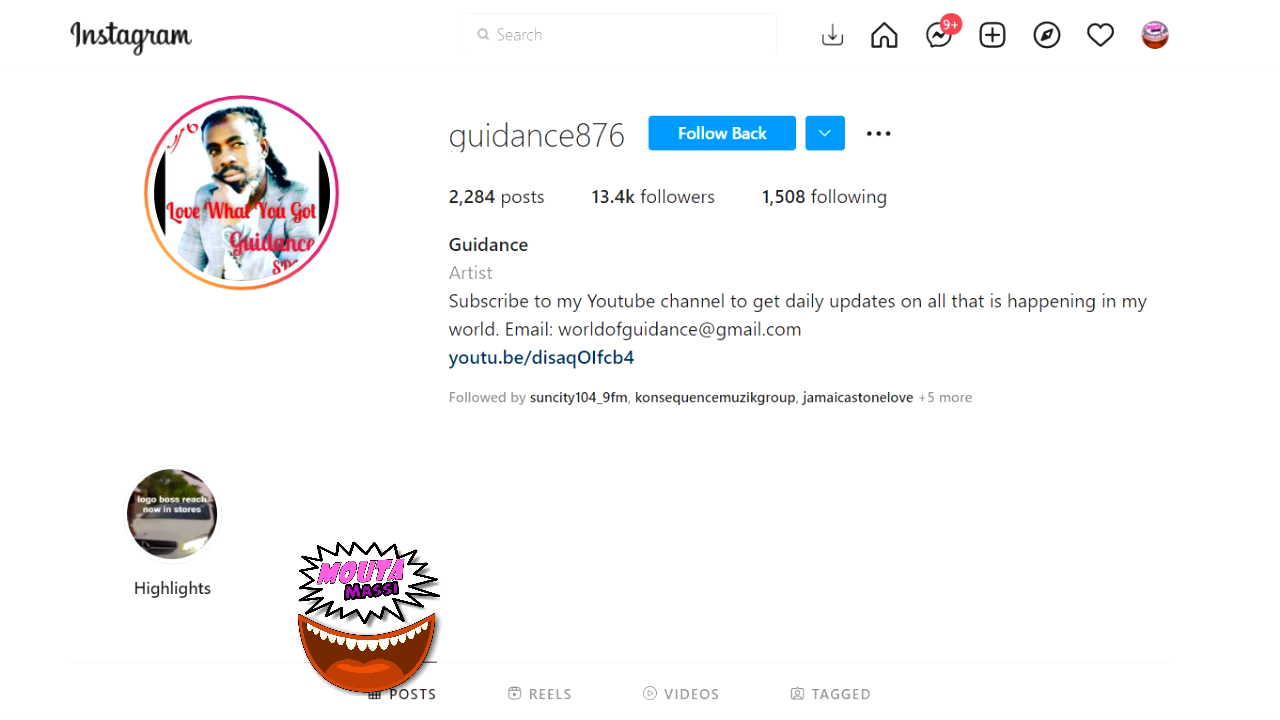 Instagram
Search
9+
guidance876
Follow Back
2,284 posts 13.4k followers 1,508 following
Guidance
Artist
Subscribe to my Youtube channel to get daily updates on all that is happening in my
world. Email: worldofguidance@gmail.com
youtu.be/disaqOIfcb4
Followed by suncity104_9fm, konsequencemuzikgroup, jamaicastonelove +5 more
Love What You Got
Guidance
logo boss reach
now in stores
Highlights
MOUTA
MASSI
POSTS REELS VIDEOS TAGGED